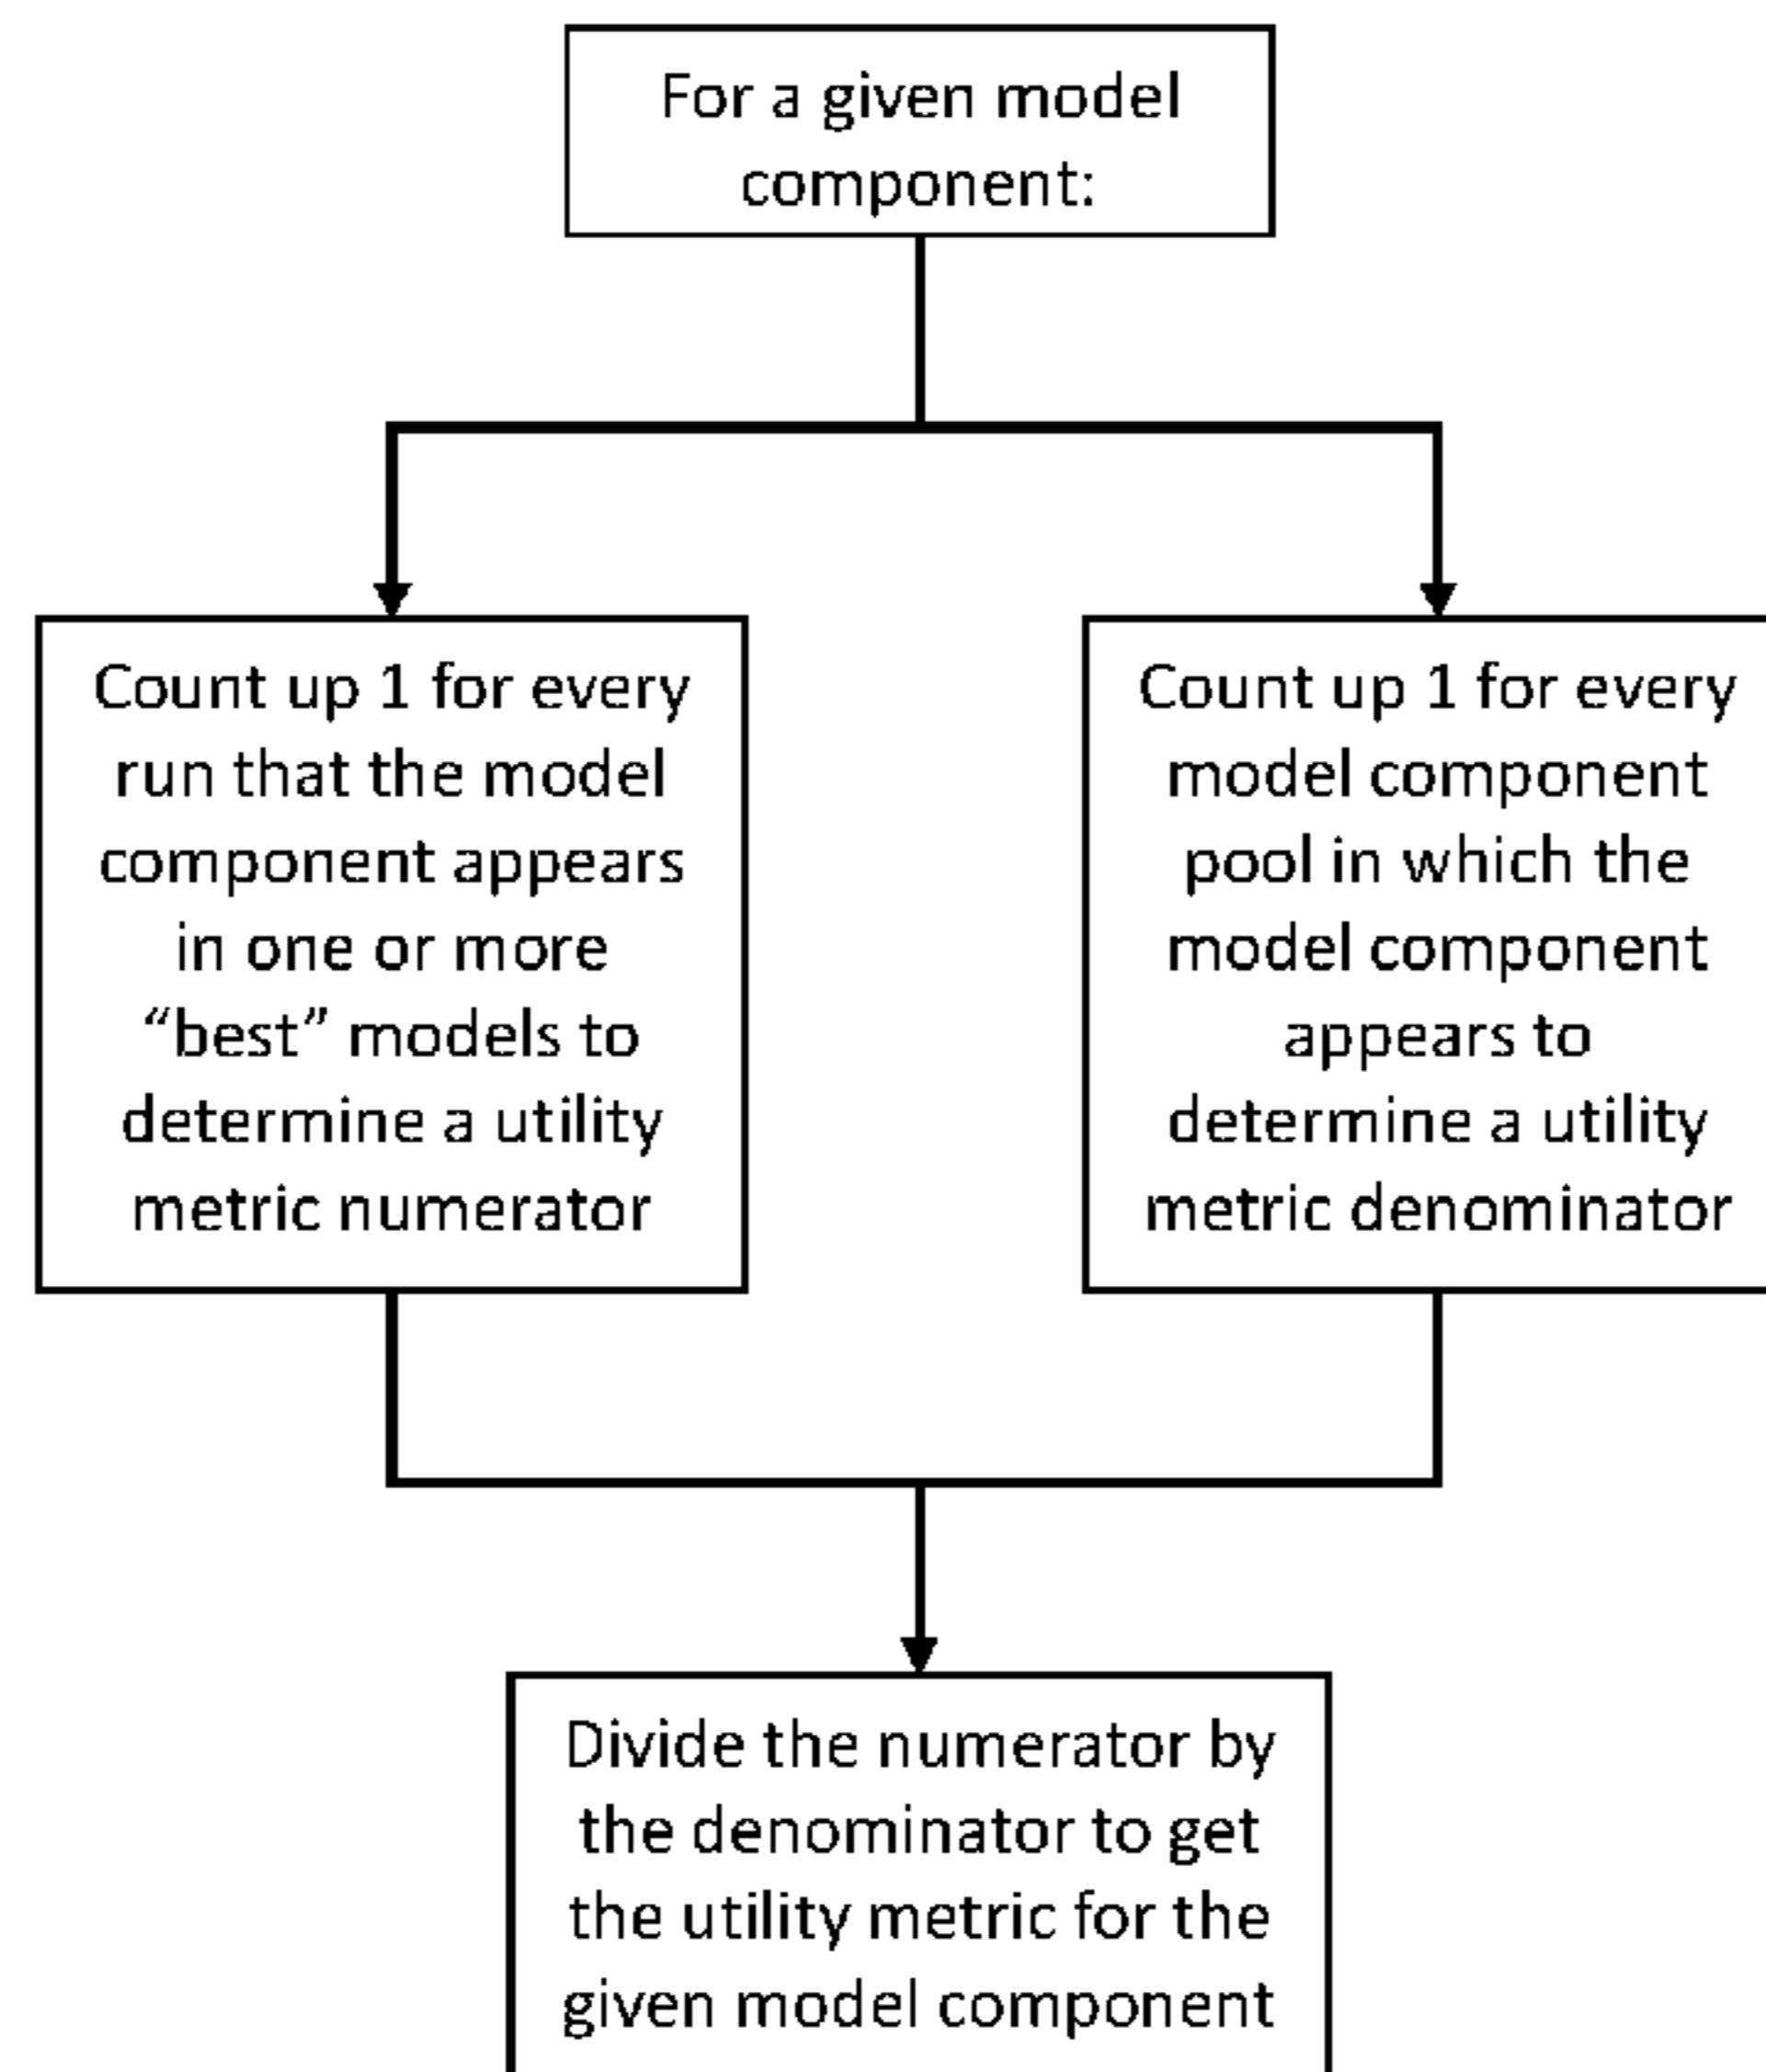 For a given model
component:
Count up 1 for every
run that the model
component appears
in one or more
“best” models to
determine a utility
metric numerator
Count up 1 for every
model component
pool in which the
model component
appears to
determine a utility
metric denominator
Divide the numerator by
the denominator to get
the utility metric for the
given model component